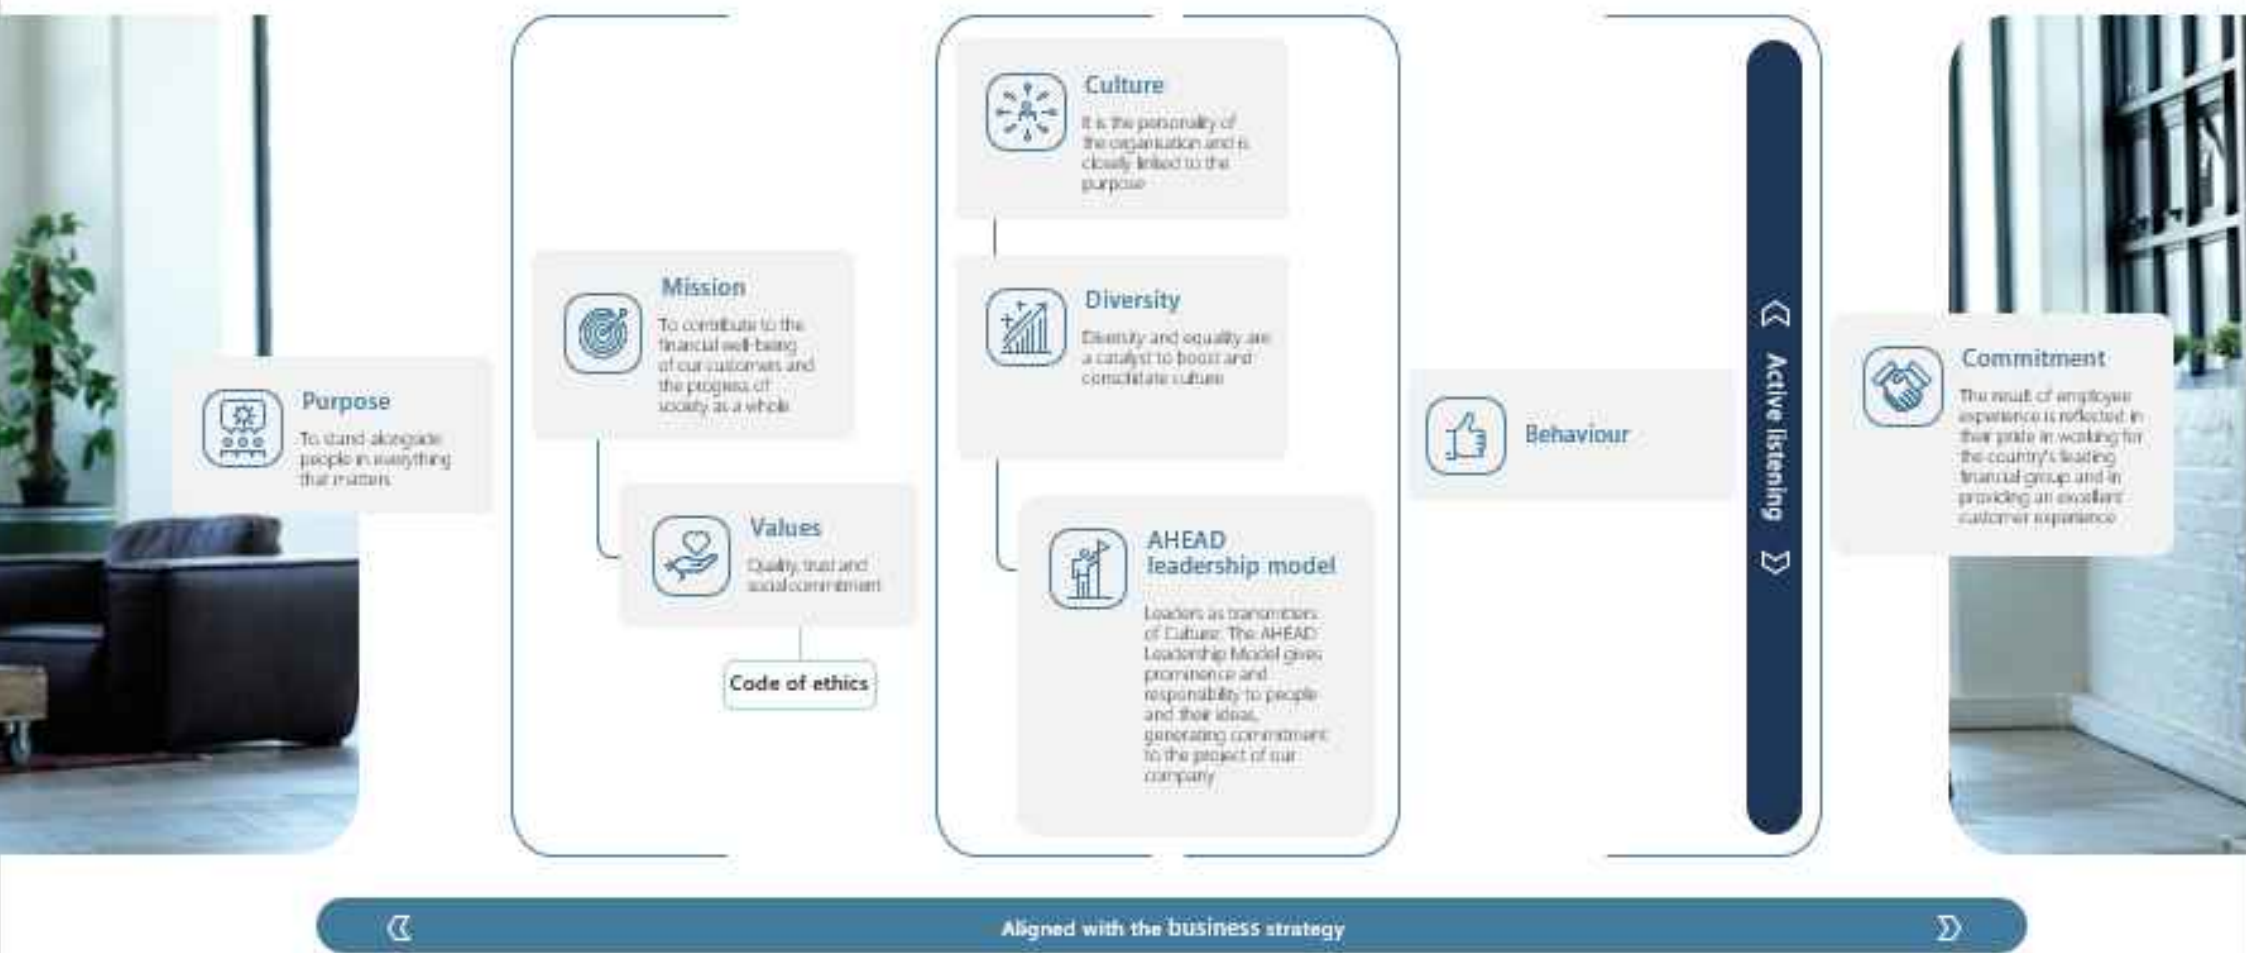 Purpose
To stand alongside
people in everything
that matters
Mission
To contribute to the
financial well-being
of our customers and
the progress of
society as a whole
Values
Quality, trust and
social commitment
Code of ethics
Culture
It is the personality of
the organisation and is
closely linked to the
purpose
Diversity
Diversity and equality are
a catalyst to boost and
consolidate culture
AHEAD
leadership model
Leaders as transmitters
of Culture. The AHEAD
Leadership Model gives
prominence and
responsibility to people
and their ideas,
generating commitment
to the project of our
company
Behaviour
Active listening
Commitment
The result of employee
experience is reflected in
their pride in working for
the country's leading
financial group and in
providing an excellent
customer experience
Aligned with the business strategy